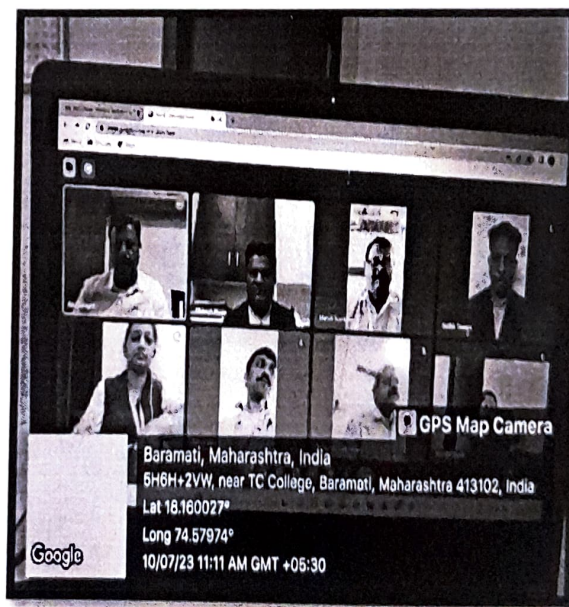 GPS Map Camera
Baramati, Maharashtra, India
5H6H+2VW, near TC College, Baramati, Maharashtra 413102, India
Lat 18.160027°
Long 74.57974°
10/07/23 11:11 AM GMT +05:30
Google